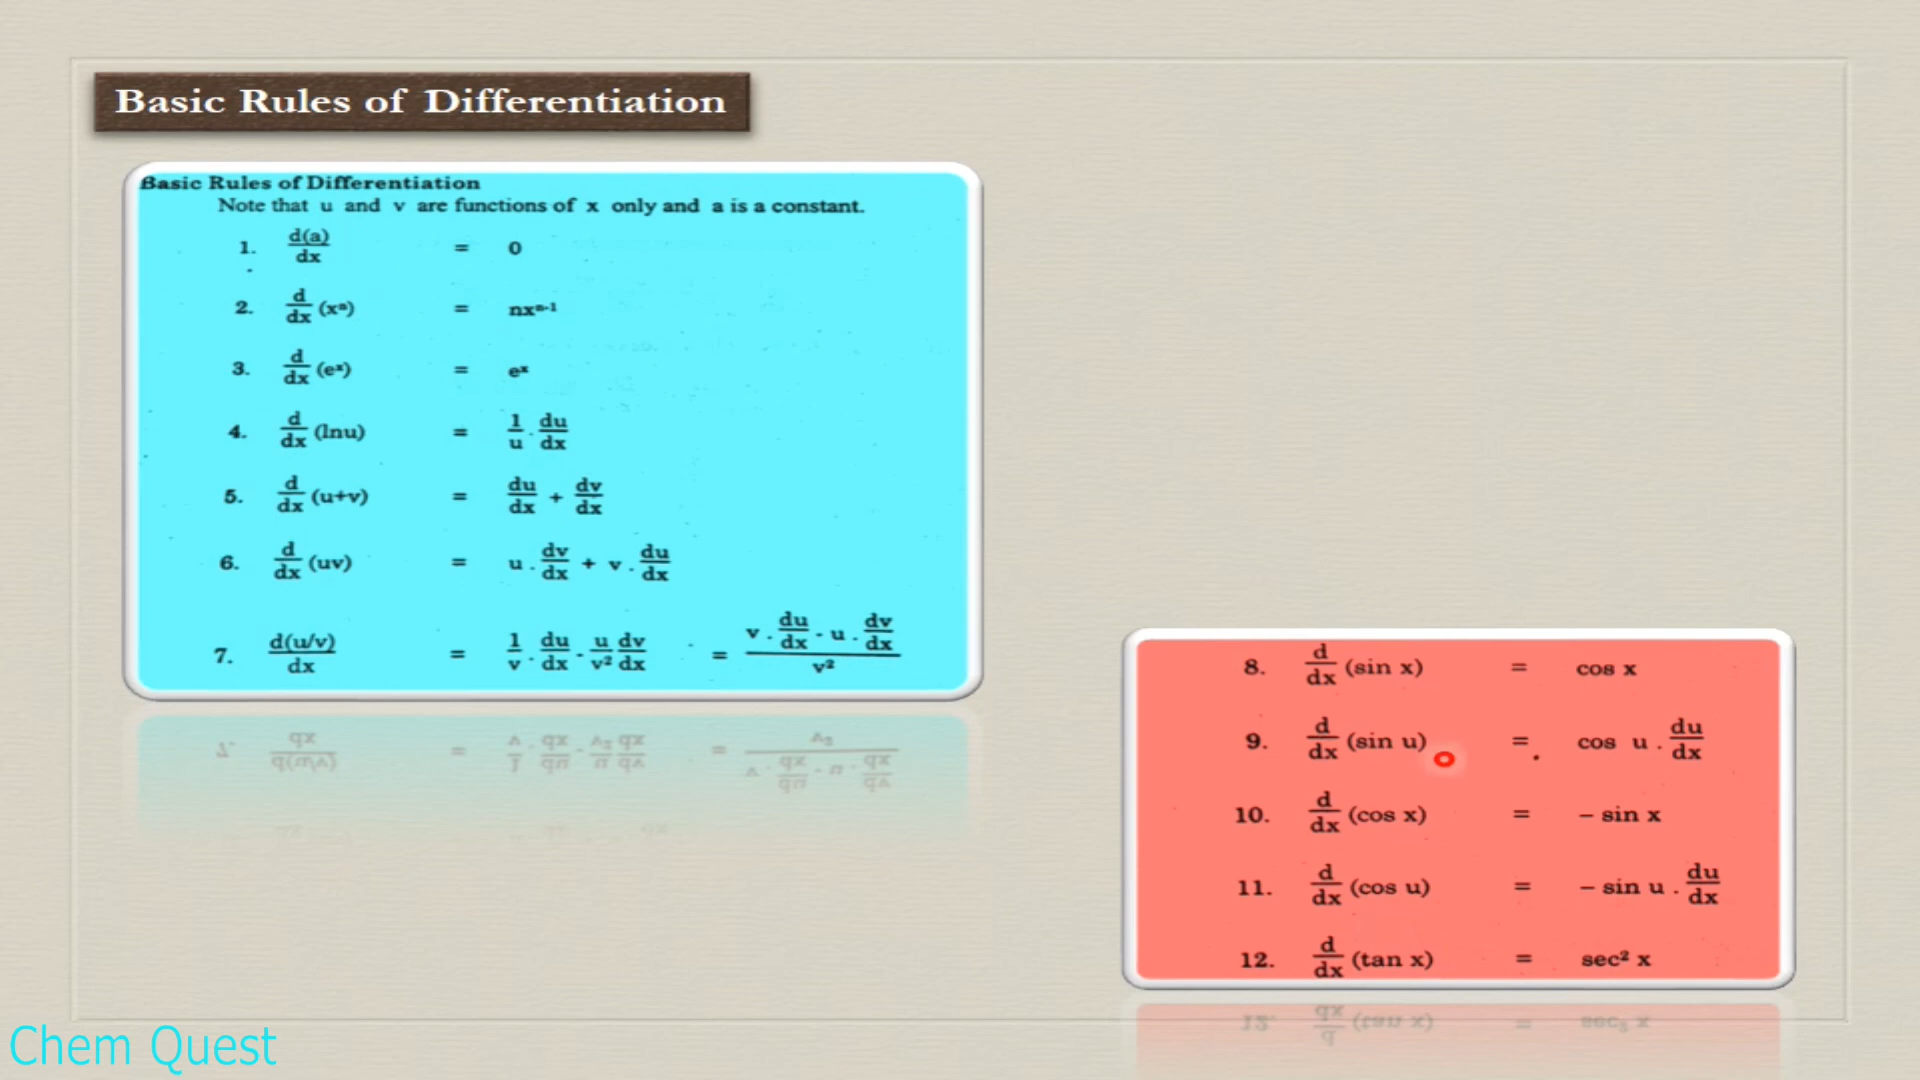 Basic Rules of Differentiation
Basic Rules of Differentiation
Note that u and v are functions of x only and a is a constant.
1. d(a)/dx = 0
2. d/dx (xⁿ) = nxⁿ⁻¹
3. d/dx (eˣ) = eˣ
4. d/dx (lnu) = 1/u . du/dx
5. d/dx (u+v) = du/dx + dv/dx
6. d/dx (uv) = u . dv/dx + v . du/dx
7. d(u/v)/dx = 1/v . du/dx - u/v² dv/dx = (v . du/dx - u . dv/dx)/v²
8. d/dx (sin x) = cos x
9. d/dx (sin u) = cos u . du/dx
10. d/dx (cos x) = – sin x
11. d/dx (cos u) = – sin u . du/dx
12. d/dx (tan x) = sec² x
Chem Quest